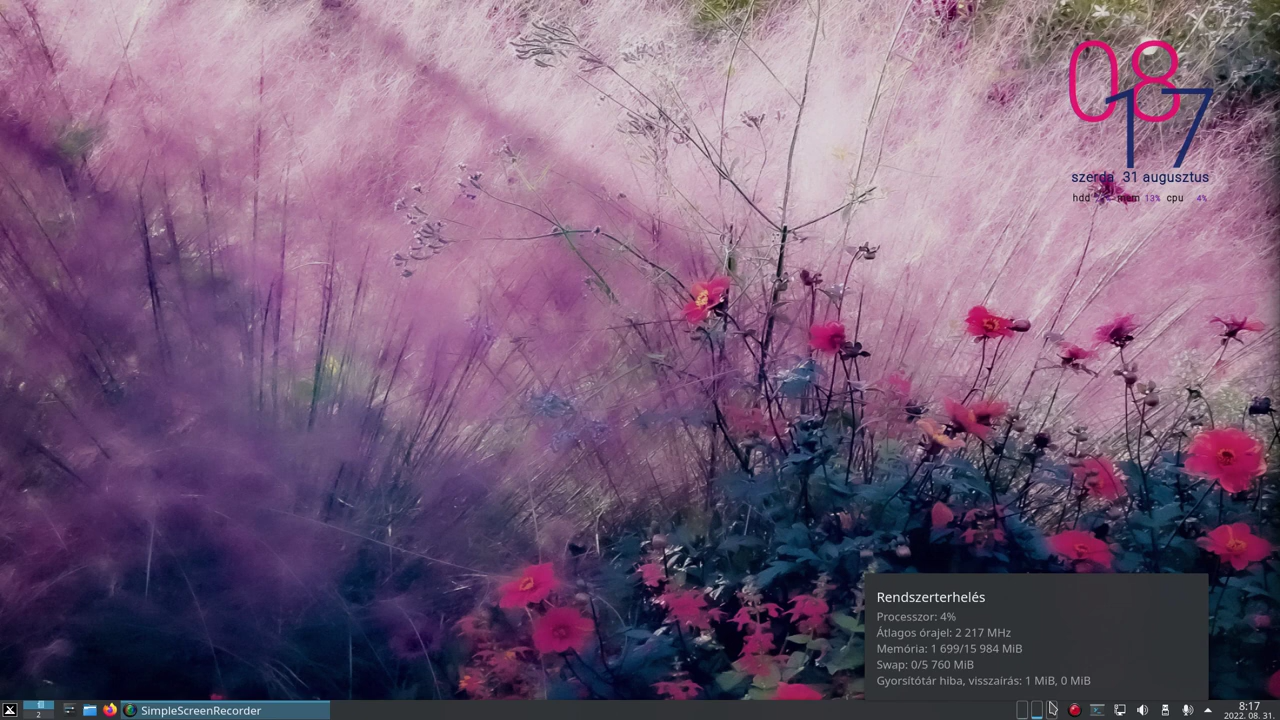 08
17
szerda 31 augusztus
hdd mem 13% cpu 4%
Rendszerterhelés
Processzor: 4%
Átlagos órajel: 2 217 MHz
Memória: 1 699/15 984 MiB
Swap: 0/5 760 MiB
Gyorsítótár hiba, visszaírás: 1 MiB, 0 MiB
2
SimpleScreenRecorder
8:17
2022. 08. 31.